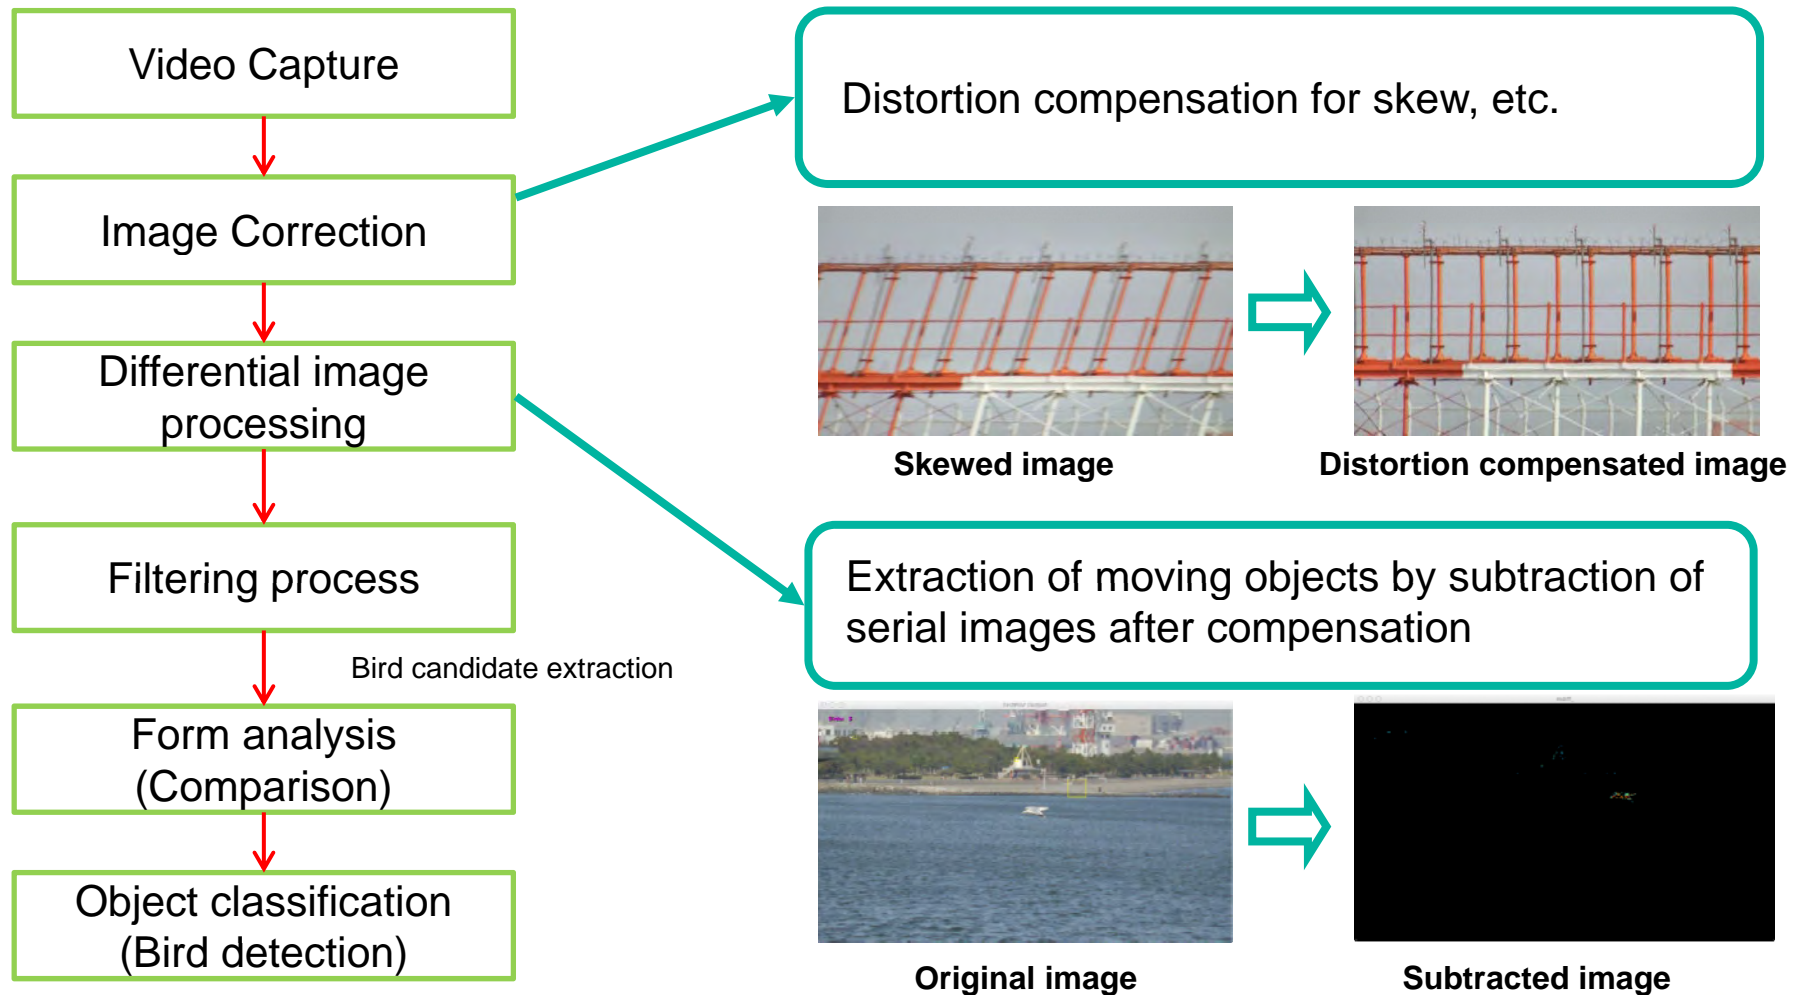 Video Capture
Image Correction
Differential image
processing
Filtering process
Bird candidate extraction
Form analysis
(Comparison)
Object classification
(Bird detection)
Distortion compensation for skew, etc.
Skewed image
Distortion compensated image
Extraction of moving objects by subtraction of
serial images after compensation
Original image
Subtracted image